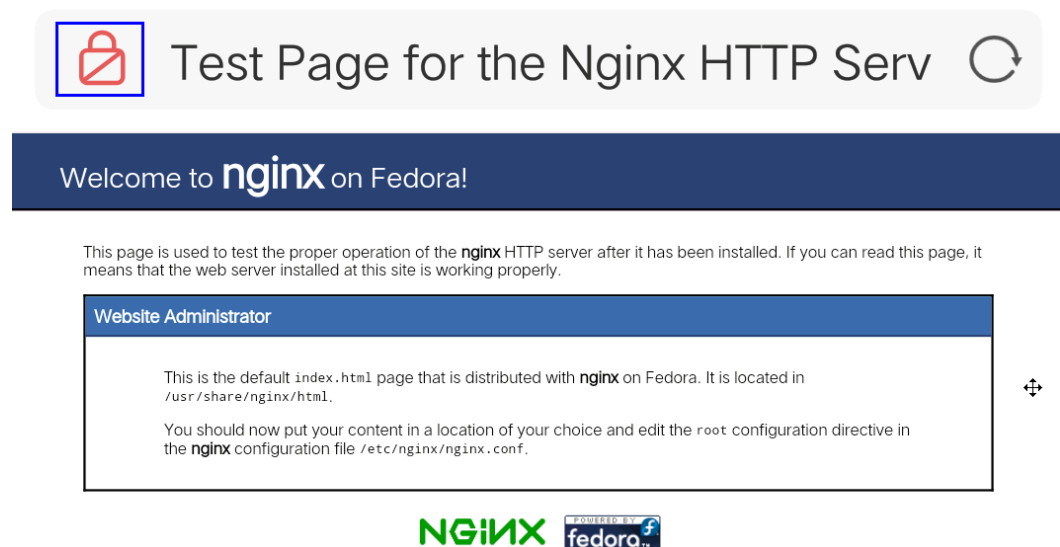 Test Page for the Nginx HTTP Serv
Welcome to nginx on Fedora!
This page is used to test the proper operation of the nginx HTTP server after it has been installed. If you can read this page, it
means that the web server installed at this site is working properly.
Website Administrator
This is the default index.html page that is distributed with nginx on Fedora. It is located in
/usr/share/nginx/html.
You should now put your content in a location of your choice and edit the root configuration directive in
the nginx configuration file /etc/nginx/nginx.conf.
NGINX
POWERED BY
fedora™